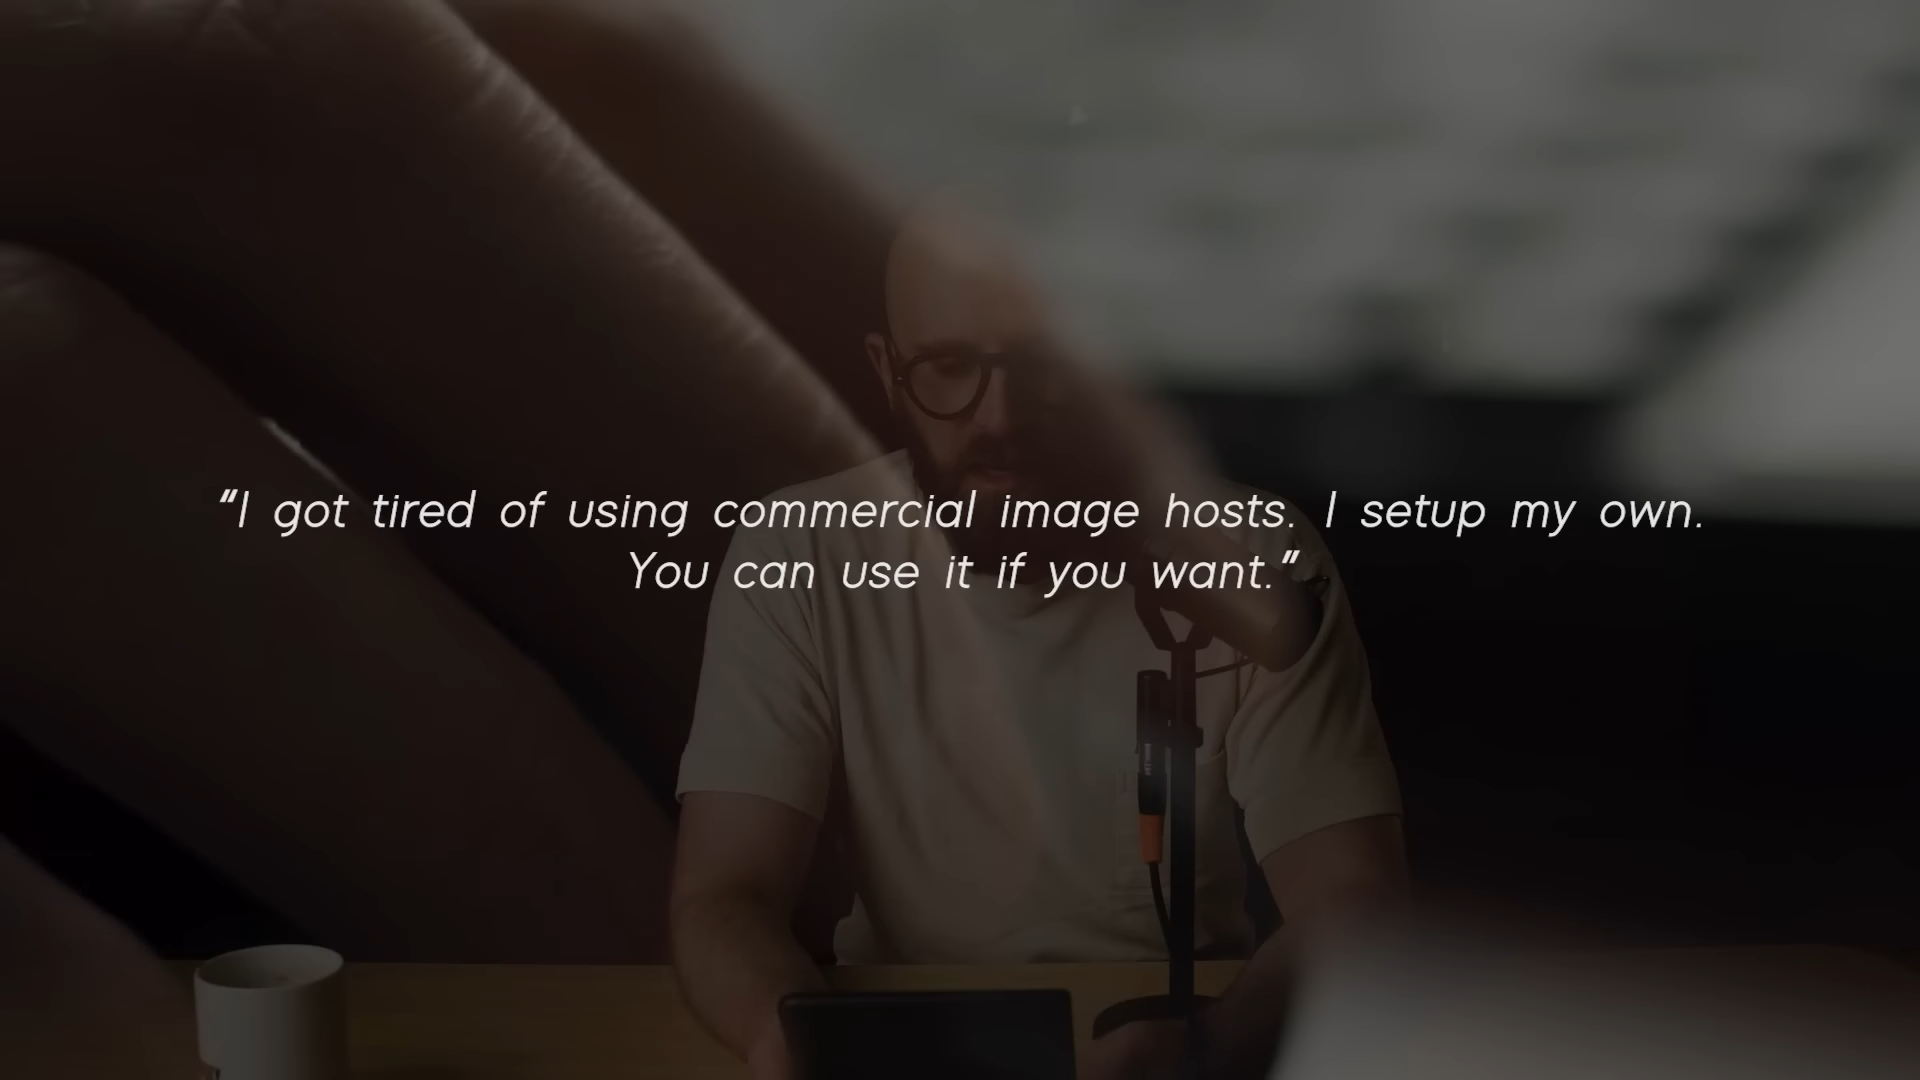 "I got tired of using commercial image hosts. I setup my own.
You can use it if you want."